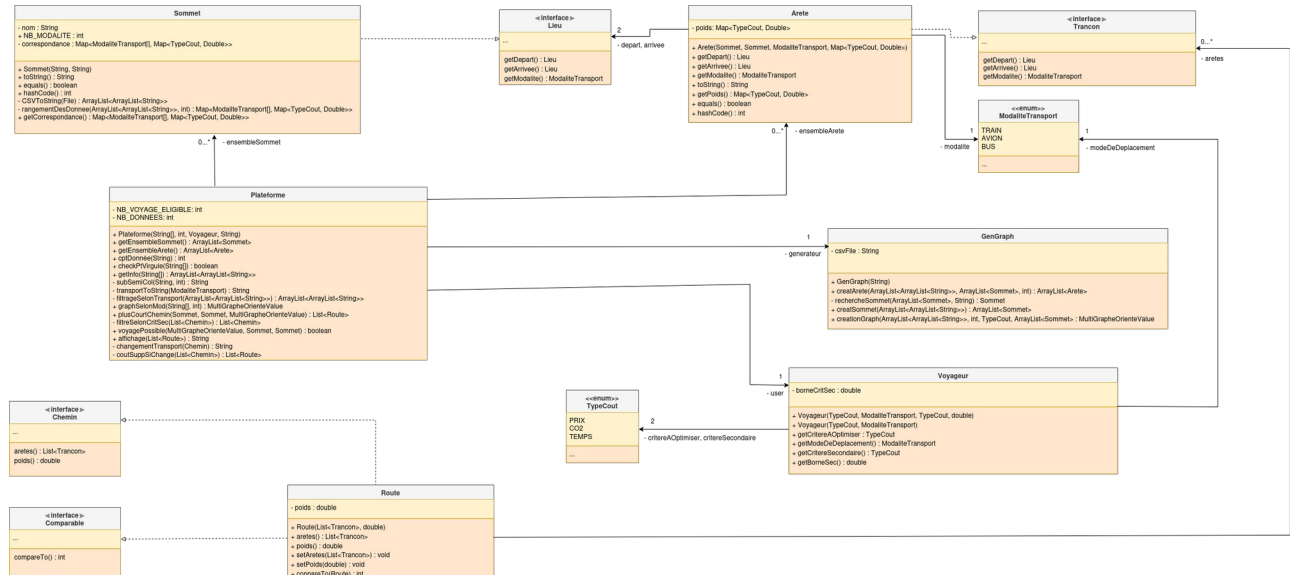 Sommet
- nom : String
+ NB_MODALITE : int
- correspondance : Map<ModaliteTransport[], Map<TypeCout, Double>>
+ Sommet(String, String)
+ toString() : String
+ equals() : boolean
+ hashCode() : int
- CSVToString(File) : ArrayList<ArrayList<String>>
- rangementDesDonnee(ArrayList<ArrayList<String>>, int) : Map<ModaliteTransport[], Map<TypeCout, Double>>
+ getCorrespondance() : Map<ModaliteTransport[], Map<TypeCout, Double>>
<interface>
Lieu
...
getDepart() : Lieu
getArrivee() : Lieu
getModalite() : ModaliteTransport
2
- depart, arrivee
Arete
- poids: Map<TypeCout, Double>
+ Arete(Sommet, Sommet, ModaliteTransport, Map<TypeCout, Double>)
+ getDepart() : Lieu
+ getArrivee() : Lieu
+ getModalite() : ModaliteTransport
+ toString() : String
+ getPoids() : Map<TypeCout, Double>
+ equals() : boolean
+ hashCode() : int
<interface>
Trancon
...
getDepart() : Lieu
getArrivee() : Lieu
getModalite() : ModaliteTransport
0...*
- aretes
<<enum>>
ModaliteTransport
TRAIN
AVION
BUS
...
1
- modalite
1
- modeDeDeplacement
0...*
- ensembleSommet
0...*
- ensembleArete
Plateforme
- NB_VOYAGE_ELIGIBLE: int
- NB_DONNEES: int
+ Plateforme(String[], int, Voyageur, String)
+ getEnsembleSommet() : ArrayList<Sommet>
+ getEnsembleArete() : ArrayList<Arete>
+ cptDonnée(String) : int
+ checkPtVirgule(String[]) : boolean
+ getInfo(String[]) : ArrayList<ArrayList<String>>
- subSemiCol(String, int) : String
- transportToString(ModaliteTransport) : String
- filtrageSelonTransport(ArrayList<ArrayList<String>>) : ArrayList<ArrayList<String>>
+ graphSelonMod(String[], int) : MultiGrapheOrienteValue
+ plusCourtChemin(Sommet, Sommet, MultiGrapheOrienteValue) : List<Route>
- filtreSelonCritSec(List<Chemin>) : List<Chemin>
+ voyagePossible(MultiGrapheOrienteValue, Sommet, Sommet) : boolean
+ affichage(List<Route>) : String
- changementTransport(Chemin) : String
- coutSuppSiChange(List<Chemin>) : List<Route>
1
- generateur
GenGraph
- csvFile : String
+ GenGraph(String)
+ creatArete(ArrayList<ArrayList<String>>, ArrayList<Sommet>, int) : ArrayList<Arete>
- rechercheSommet(ArrayList<Sommet>, String) : Sommet
+ creatSommet(ArrayList<ArrayList<String>>) : ArrayList<Sommet>
+ creationGraph(ArrayList<ArrayList<String>>, int, TypeCout, ArrayList<Sommet>) : MultiGrapheOrienteValue
1
- user
Voyageur
- borneCritSec : double
+ Voyageur(TypeCout, ModaliteTransport, TypeCout, double)
+ Voyageur(TypeCout, ModaliteTransport)
+ getCritereAOptimiser : TypeCout
+ getModeDeDeplacement() : ModaliteTransport
+ getCritereSecondaire() : TypeCout
+ getBorneSec() : double
<<enum>>
TypeCout
PRIX
CO2
TEMPS
...
2
- critereAOptimiser, critereSecondaire
<interface>
Chemin
...
aretes() : List<Trancon>
poids() : double
<interface>
Comparable
...
compareTo() : int
Route
- poids : double
+ Route(List<Trancon>, double)
+ aretes() : List<Trancon>
+ poids() : double
+ setAretes(List<Trancon>) : void
+ setPoids(double) : void
+ compareTo(Route) : int